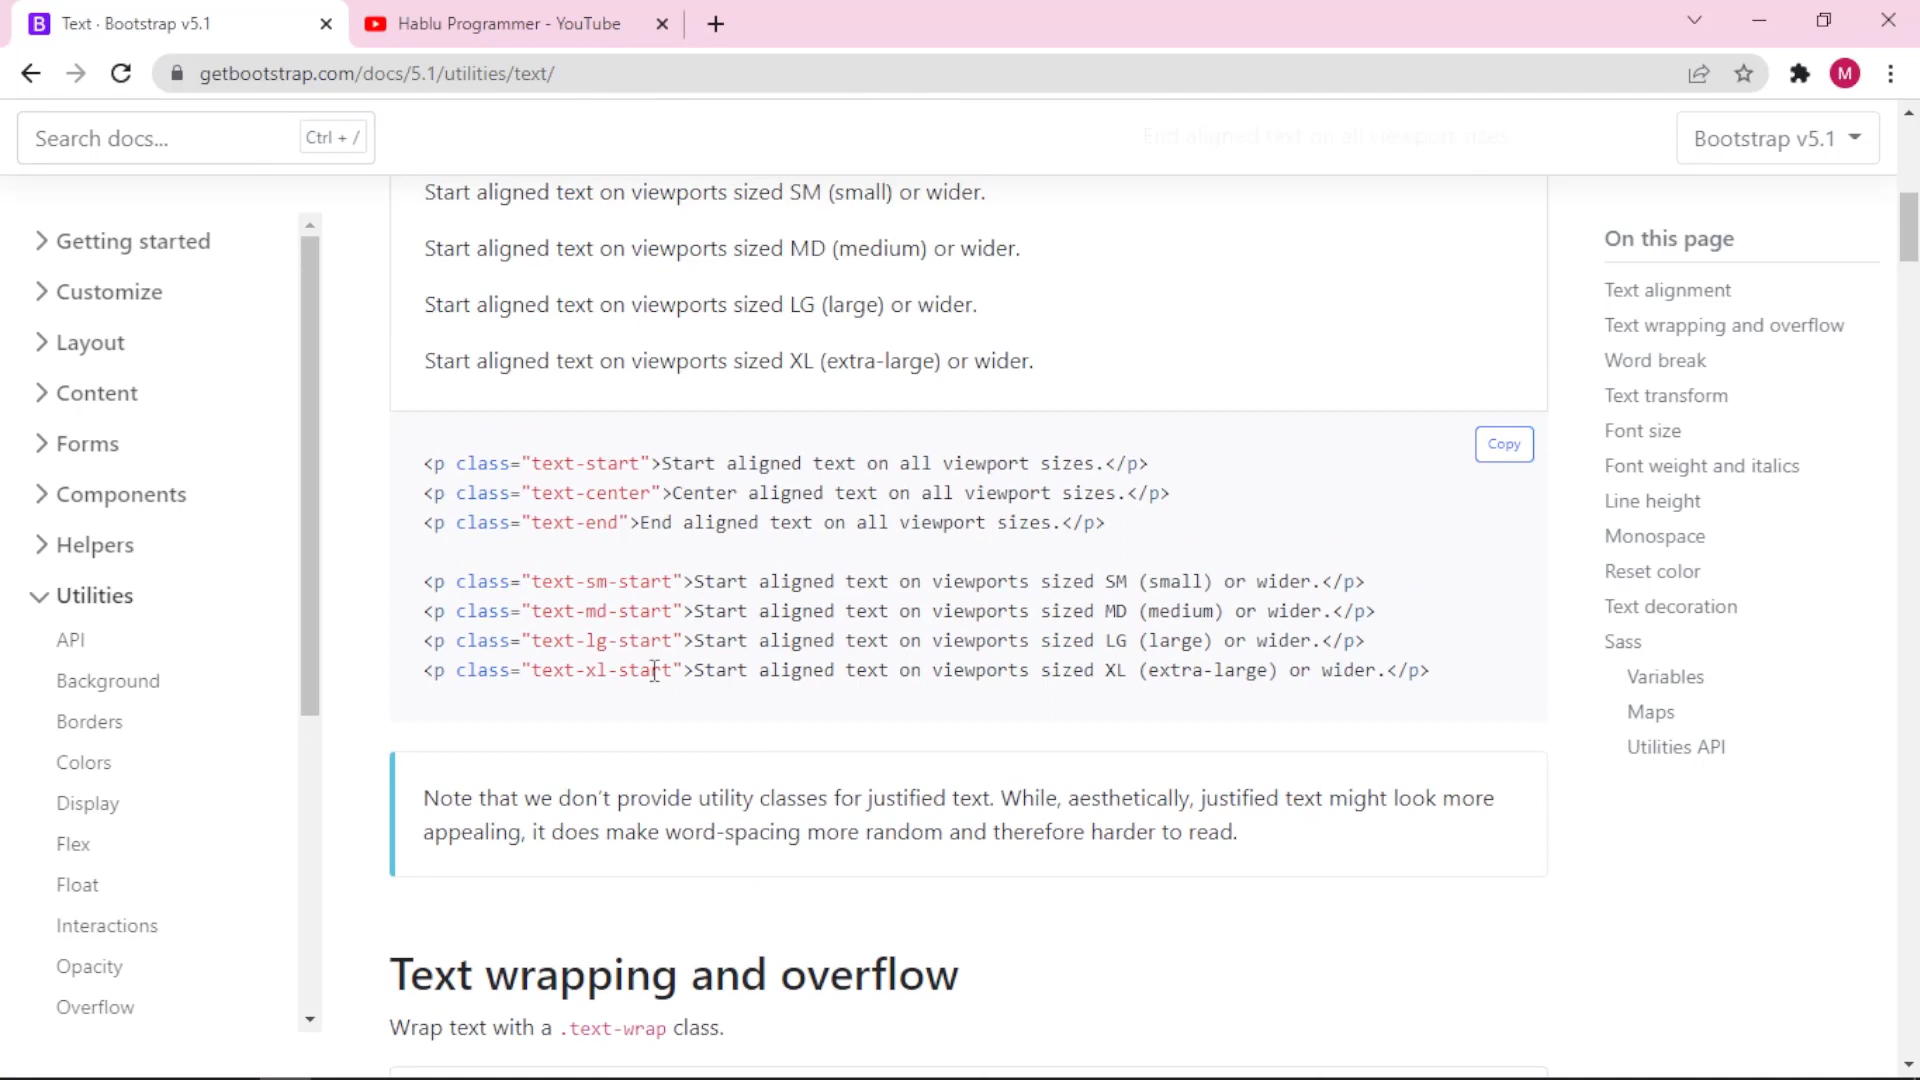 Text · Bootstrap v5.1
Hablu Programmer - YouTube
getbootstrap.com/docs/5.1/utilities/text/
M
Search docs...
Ctrl + /
End aligned text on all viewport sizes.
Bootstrap v5.1
Getting started
Customize
Layout
Content
Forms
Components
Helpers
Utilities
API
Background
Borders
Colors
Display
Flex
Float
Interactions
Opacity
Overflow
Start aligned text on viewports sized SM (small) or wider.
Start aligned text on viewports sized MD (medium) or wider.
Start aligned text on viewports sized LG (large) or wider.
Start aligned text on viewports sized XL (extra-large) or wider.
Copy
<p class="text-start">Start aligned text on all viewport sizes.</p>
<p class="text-center">Center aligned text on all viewport sizes.</p>
<p class="text-end">End aligned text on all viewport sizes.</p>
<p class="text-sm-start">Start aligned text on viewports sized SM (small) or wider.</p>
<p class="text-md-start">Start aligned text on viewports sized MD (medium) or wider.</p>
<p class="text-lg-start">Start aligned text on viewports sized LG (large) or wider.</p>
<p class="text-xl-start">Start aligned text on viewports sized XL (extra-large) or wider.</p>
Note that we don’t provide utility classes for justified text. While, aesthetically, justified text might look more
appealing, it does make word-spacing more random and therefore harder to read.
Text wrapping and overflow
Wrap text with a .text-wrap class.
On this page
Text alignment
Text wrapping and overflow
Word break
Text transform
Font size
Font weight and italics
Line height
Monospace
Reset color
Text decoration
Sass
Variables
Maps
Utilities API